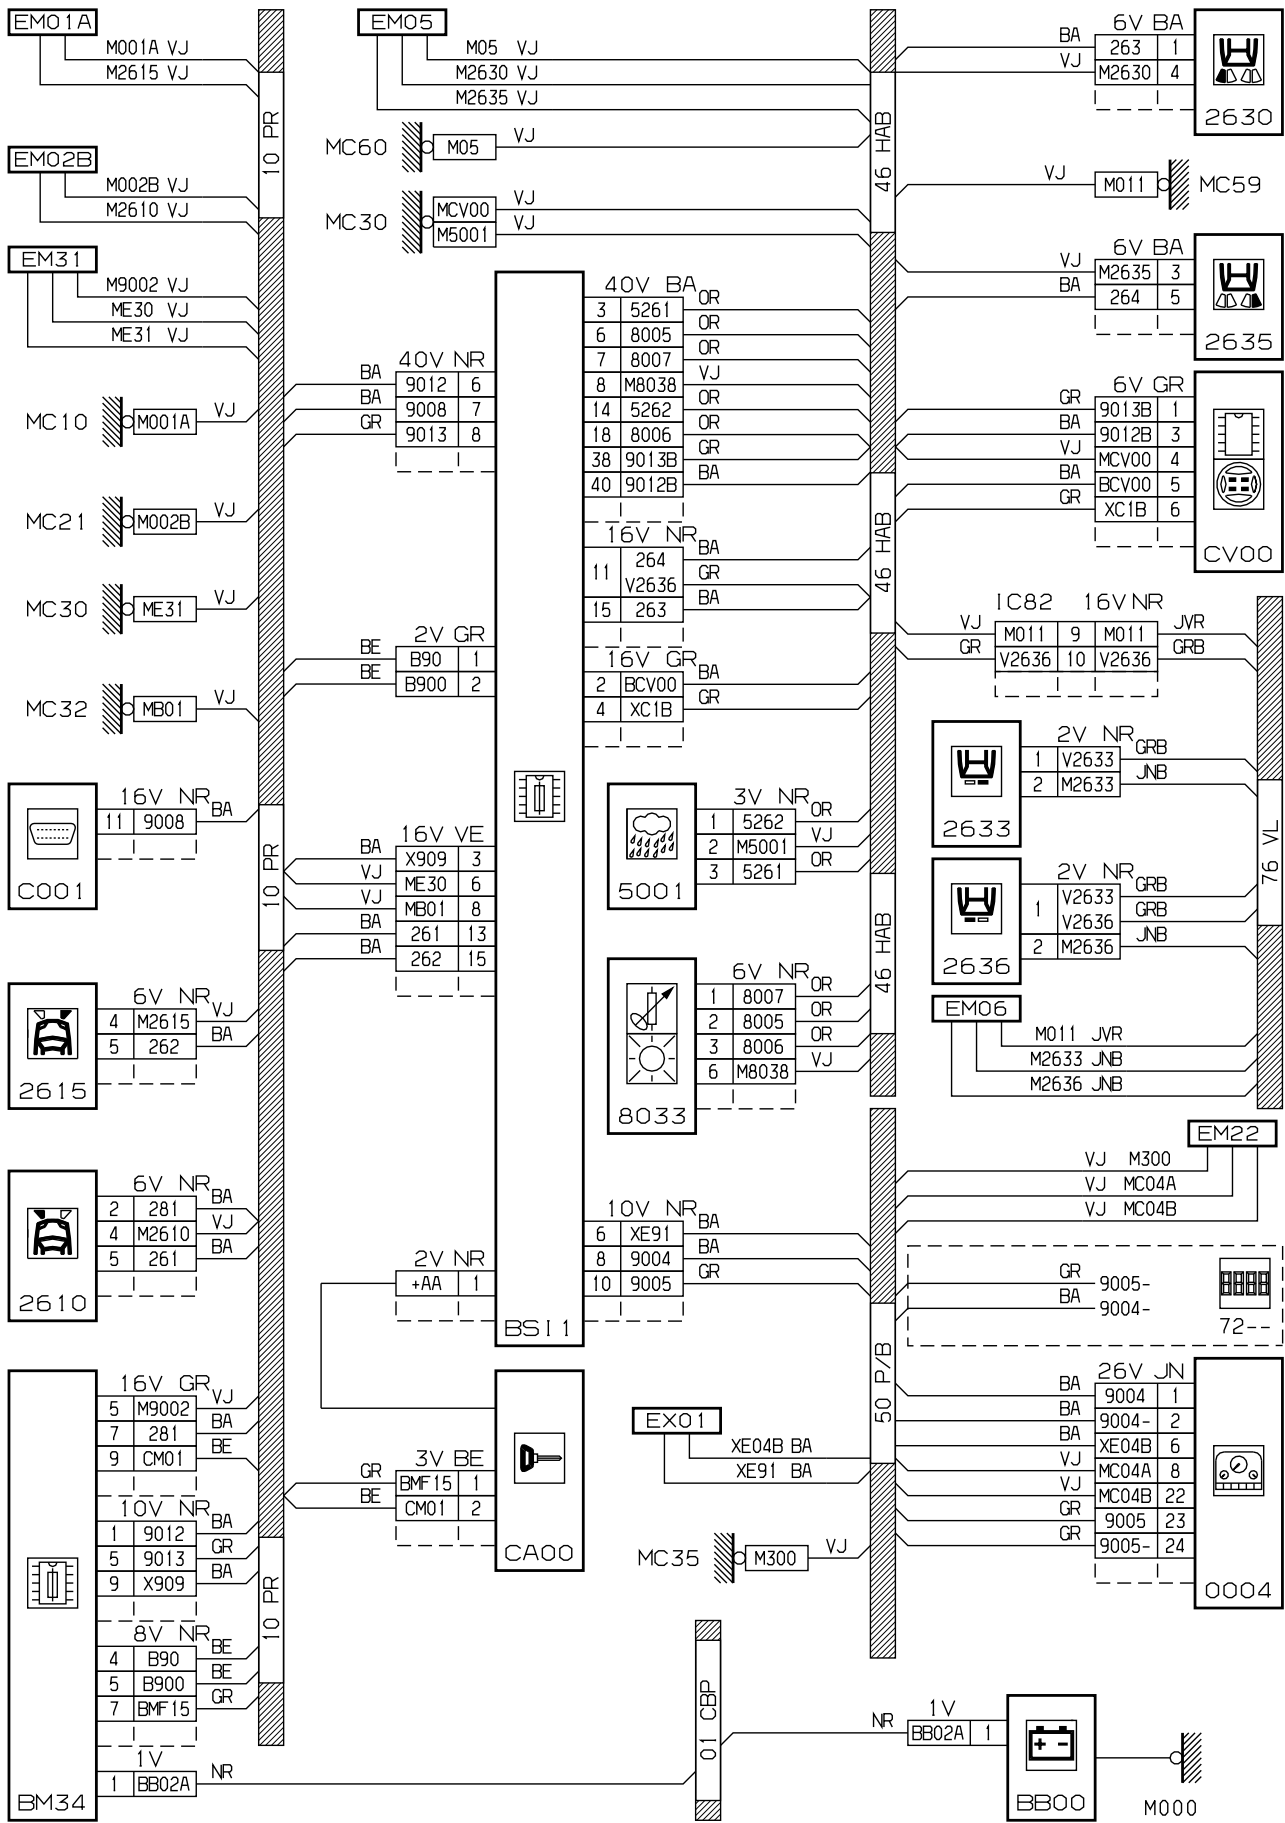 EM01A
M001A VJ
M2615 VJ
EM02B
M002B VJ
M2610 VJ
EM31
M9002 VJ
ME30 VJ
ME31 VJ
MC10 M001A VJ
MC21 M002B VJ
MC30 ME31 VJ
MC32 MB01 VJ
C001
16V NR
11 9008 BA
2615
6V NR
4 M2615 VJ
5 262 BA
2610
6V NR
2 281 BA
4 M2610 VJ
5 261 BA
BM34
16V GR
5 M9002 VJ
7 281 BA
9 CM01 BE
10V NR
1 9012 BA
5 9013 GR
9 X909 BA
8V NR
4 B90 BE
5 B900 BE
7 BMF15 GR
1V
1 BB02A NR
10 PR
10 PR
10 PR
EM05
M05 VJ
M2630 VJ
M2635 VJ
MC60 M05 VJ
MC30 MCV00 VJ
M5001 VJ
BSI1
40V NR
BA 9012 6
BA 9008 7
GR 9013 8
2V GR
BE B90 1
BE B900 2
16V VE
BA X909 3
VJ ME30 6
VJ MB01 8
BA 261 13
BA 262 15
2V NR
+AA 1
40V BA
3 5261 OR
6 8005 OR
7 8007 OR
8 M8038 VJ
14 5262 OR
18 8006 OR
38 9013B GR
40 9012B BA
16V NR
11 264 BA
V2636 GR
15 263 BA
16V GR
2 BCV00 BA
4 XC1B GR
10V NR
6 XE91 BA
8 9004 BA
10 9005 GR
CA00
3V BE
GR BMF15 1
BE CM01 2
5001
3V NR
1 5262 OR
2 M5001 VJ
3 5261 OR
8033
6V NR
1 8007 OR
2 8005 OR
3 8006 OR
6 M8038 VJ
EX01
XE04B BA
XE91 BA
MC35 M300 VJ
01 CBP
46 HAB
46 HAB
46 HAB
50 P/B
2630
6V BA
BA 263 1
VJ M2630 4
VJ M011 MC59
2635
6V BA
VJ M2635 3
BA 264 5
CV00
6V GR
GR 9013B 1
BA 9012B 3
VJ MCV00 4
BA BCV00 5
GR XC1B 6
IC82 16V NR
VJ M011 9 M011 JVR
GR V2636 10 V2636 GRB
2633
2V NR
1 V2633 GRB
2 M2633 JNB
2636
2V NR
1 V2633 GRB
V2636 GRB
2 M2636 JNB
EM06
M011 JVR
M2633 JNB
M2636 JNB
76 VL
EM22
VJ M300
VJ MC04A
VJ MC04B
GR 9005-
BA 9004-
72--
0004
26V JN
BA 9004 1
BA 9004- 2
BA XE04B 6
VJ MC04A 8
VJ MC04B 22
GR 9005 23
GR 9005- 24
1V
NR BB02A 1
+ -
BB00
M000